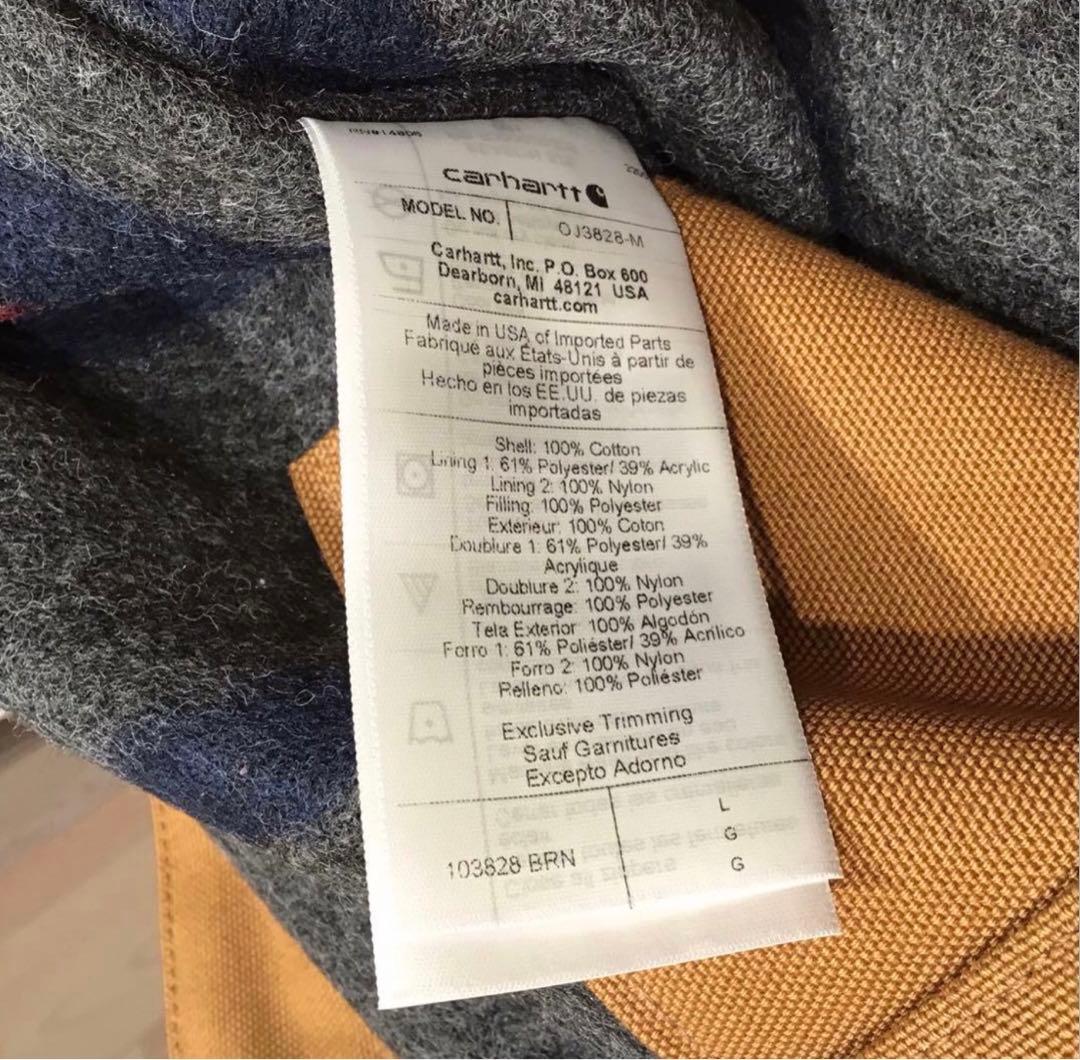 carhartt
MODEL NO. OJ3828-M
Carhartt, Inc. P.O. Box 600
Dearborn, MI 48121 USA
carhartt.com
Made in USA of Imported Parts
Fabriqué aux États-Unis à partir de
pièces importées
Hecho en los EE.UU. de piezas
importadas
Shell: 100% Cotton
Lining 1: 61% Polyester/ 39% Acrylic
Lining 2: 100% Nylon
Filling: 100% Polyester
Extérieur: 100% Coton
Doublure 1: 61% Polyester/ 39%
Acrylique
Doublure 2: 100% Nylon
Rembourrage: 100% Polyester
Tela Exterior: 100% Algodón
Forro 1: 61% Poliéster/ 39% Acrílico
Forro 2: 100% Nylon
Relleno: 100% Poliéster
Exclusive Trimming
Sauf Garnitures
Excepto Adorno
103828 BRN
L
G
G